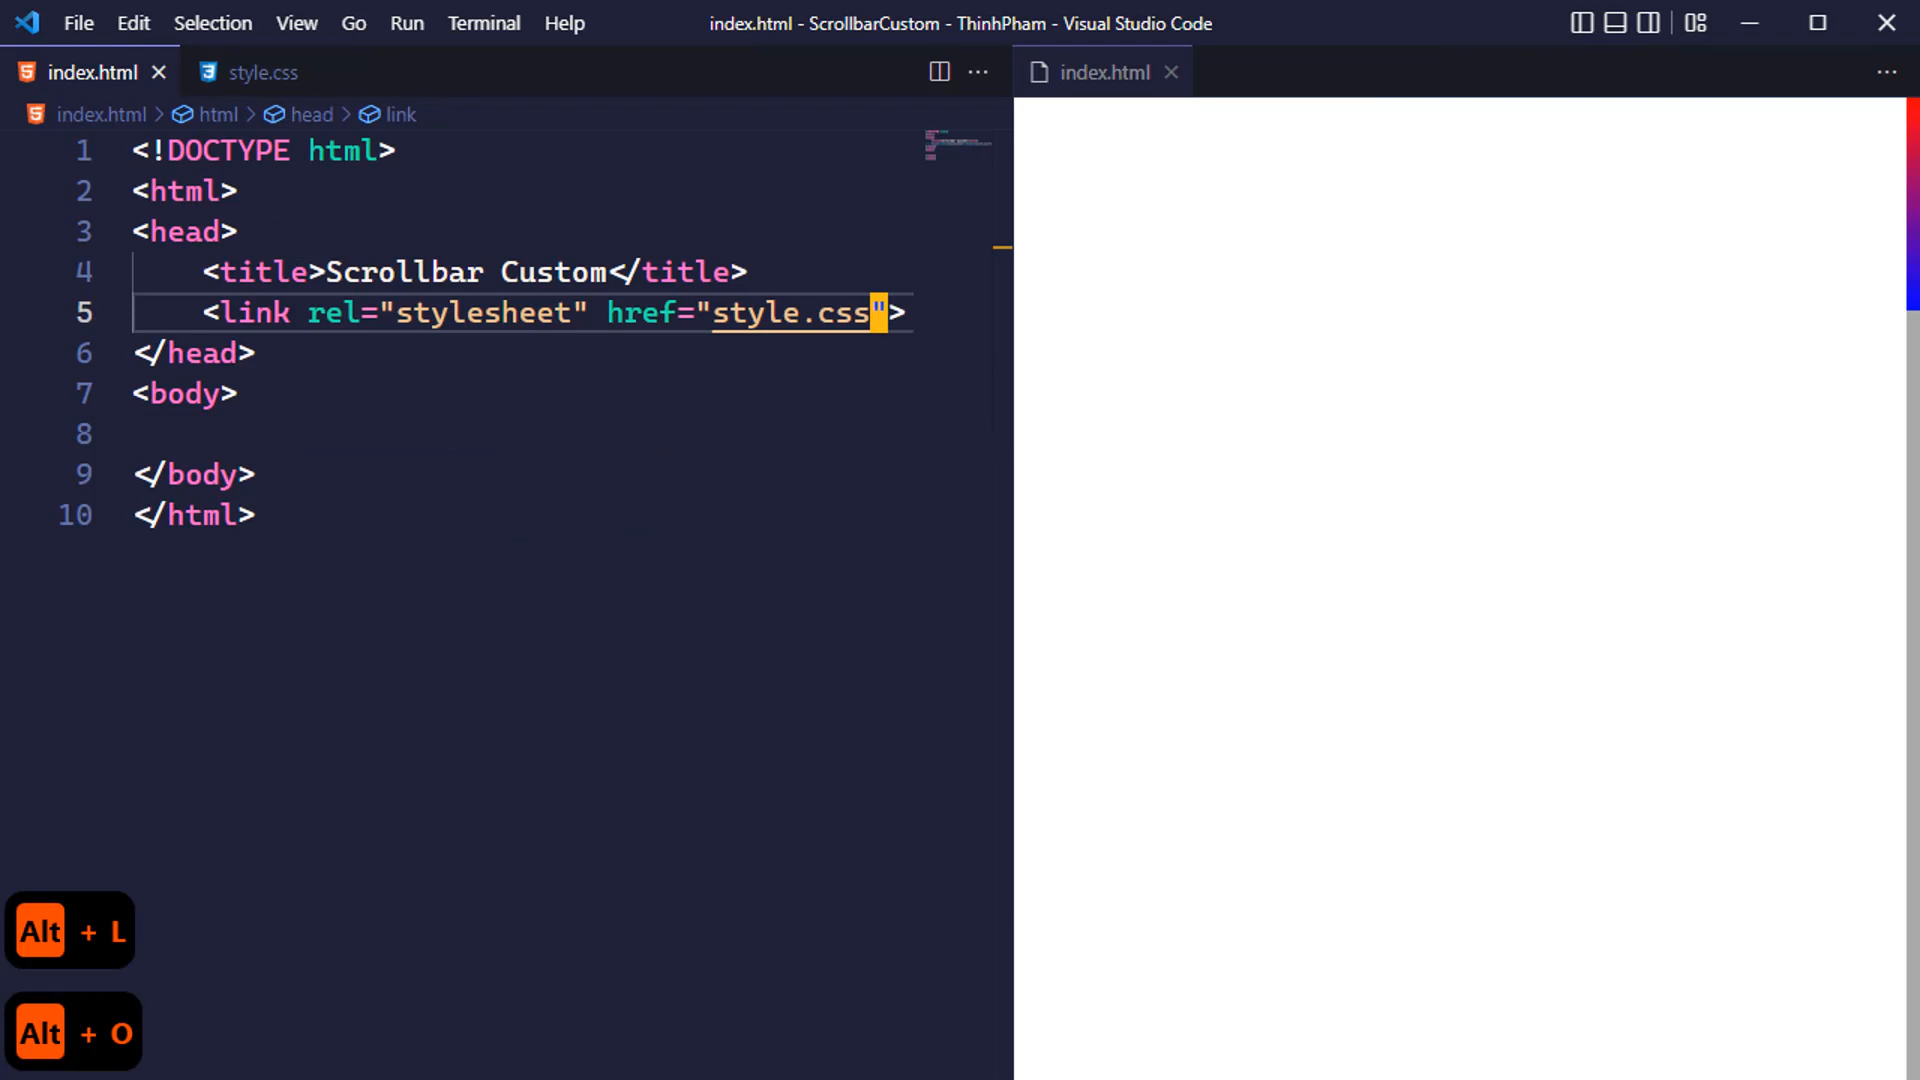 File Edit Selection View Go Run Terminal Help index.html - ScrollbarCustom - ThinhPham - Visual Studio Code
index.html style.css index.html
index.html > html > head > link
1 <!DOCTYPE html>
2 <html>
3 <head>
4 <title>Scrollbar Custom</title>
5 <link rel="stylesheet" href="style.css">
6 </head>
7 <body>
8
9 </body>
10 </html>
Alt + L
Alt + O